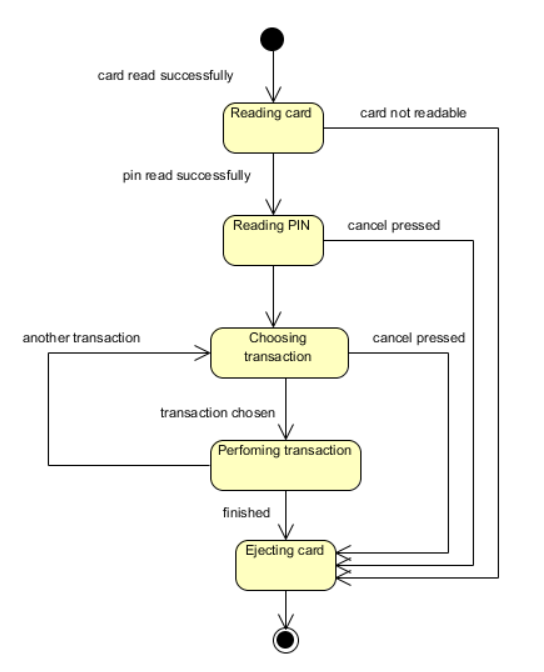 card read successfully
Reading card
card not readable
pin read successfully
Reading PIN
cancel pressed
another transaction
Choosing
transaction
cancel pressed
transaction chosen
Perfoming transaction
finished
Ejecting card